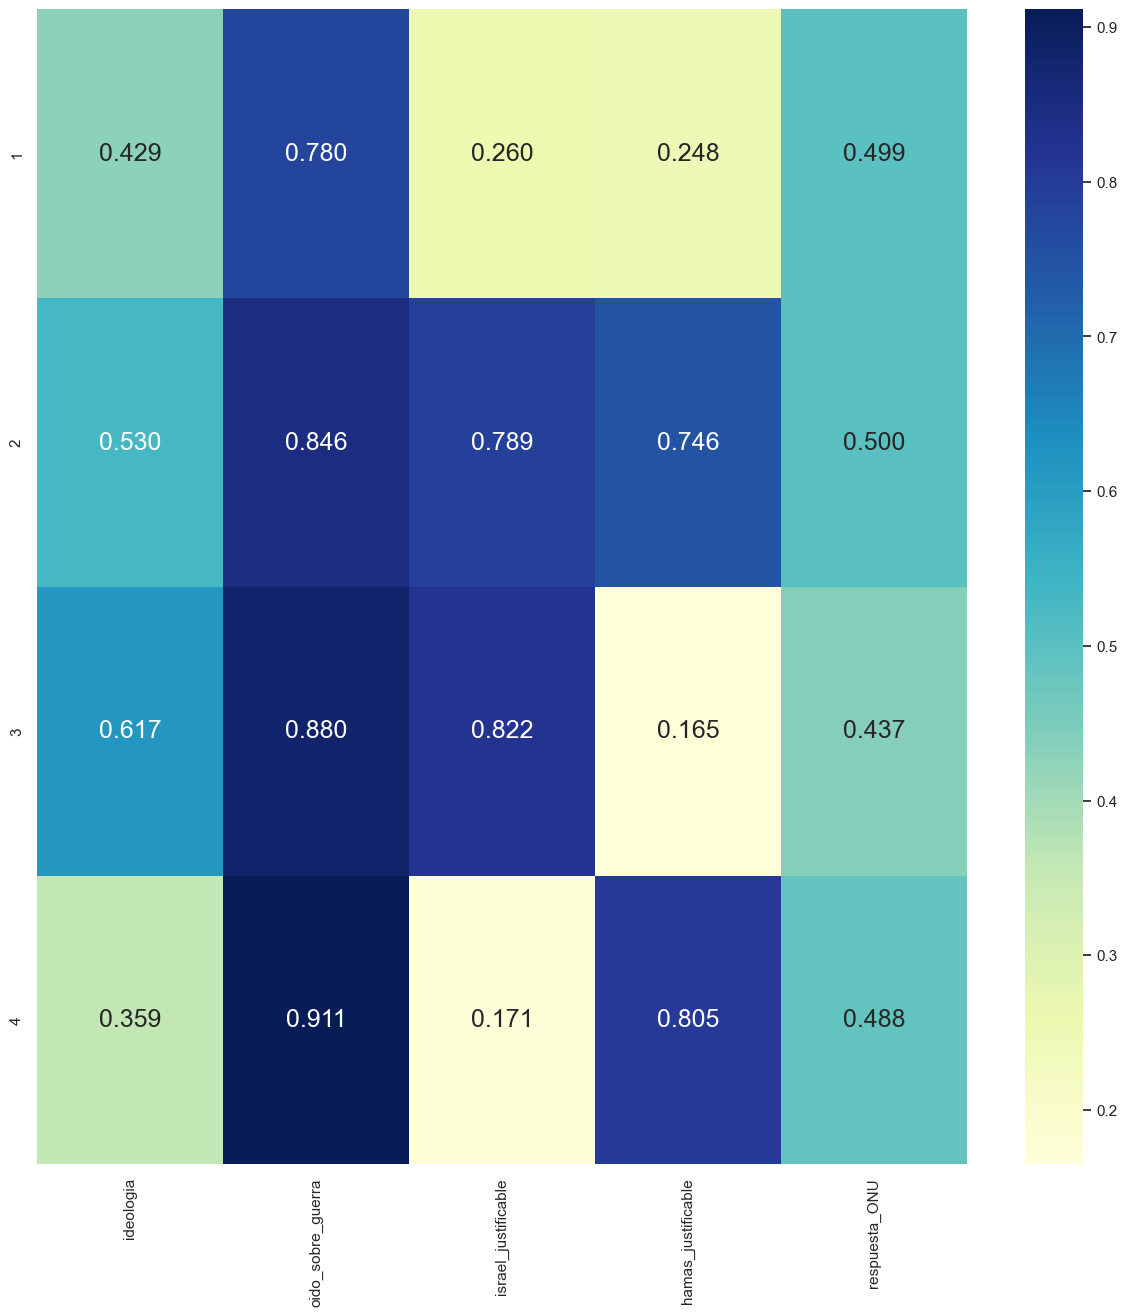 1 0.429 0.780 0.260 0.248 0.499
2 0.530 0.846 0.789 0.746 0.500
3 0.617 0.880 0.822 0.165 0.437
4 0.359 0.911 0.171 0.805 0.488
ideologia
oido_sobre_guerra
israel_justificable
hamas_justificable
respuesta_ONU
0.9
0.8
0.7
0.6
0.5
0.4
0.3
0.2